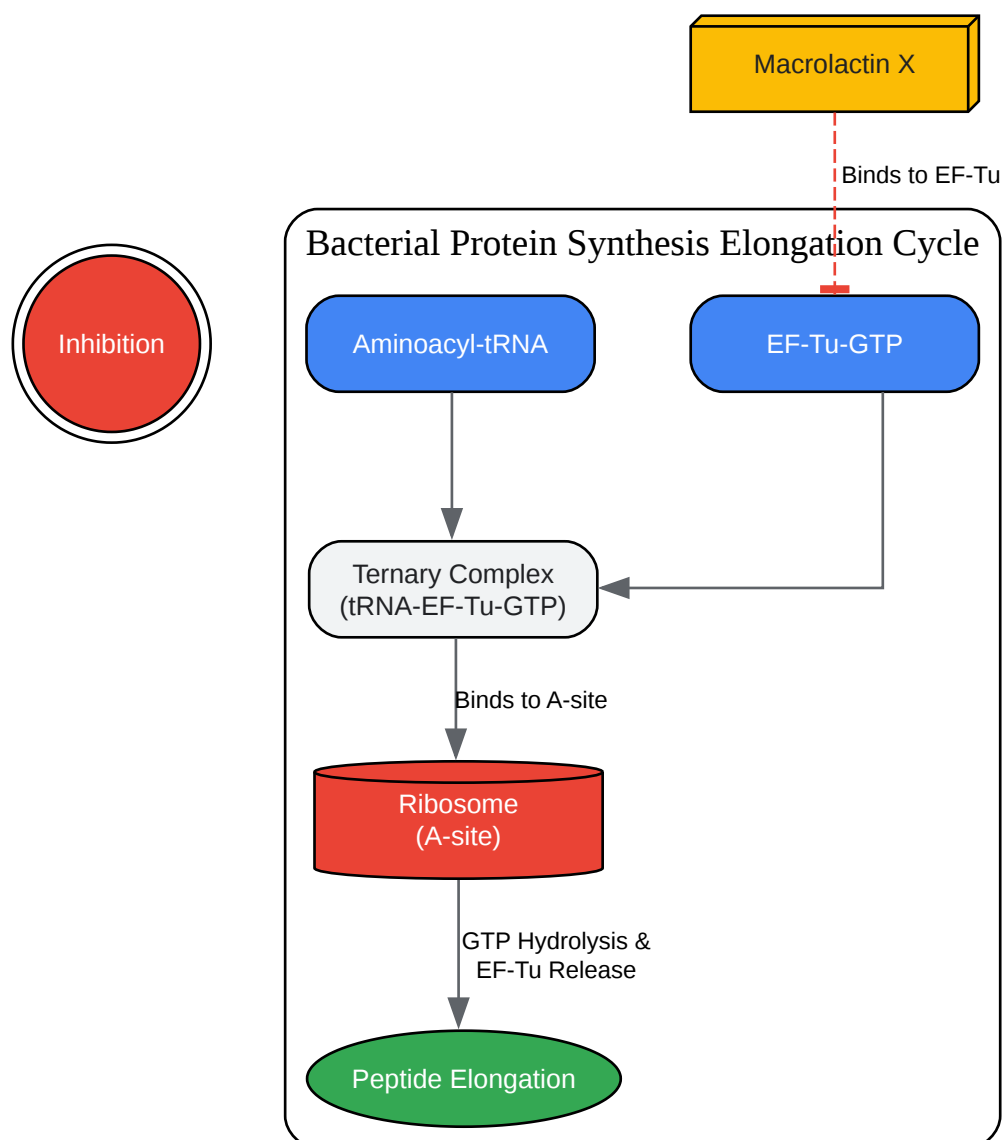 Macrolactin X
Binds to EF-Tu
Bacterial Protein Synthesis Elongation Cycle
Inhibition
Aminoacyl-tRNA
EF-Tu-GTP
Ternary Complex
(tRNA-EF-Tu-GTP)
Binds to A-site
Ribosome
(A-site)
GTP Hydrolysis &
EF-Tu Release
Peptide Elongation